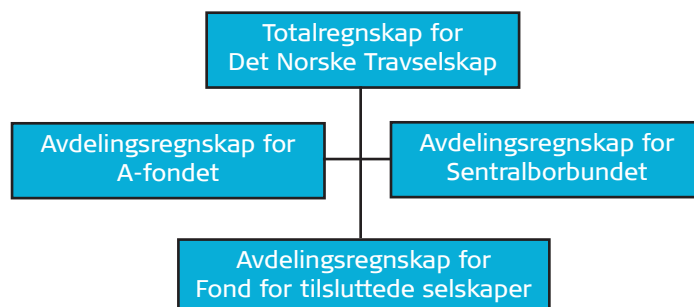 Totalregnskap for
Det Norske Travselskap
Avdelingsregnskap for
A-fondet
Avdelingsregnskap for
Sentralborbundet
Avdelingsregnskap for
Fond for tilsluttede selskaper